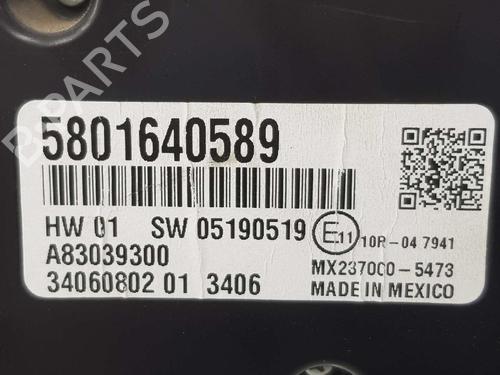 5801640589
HW 01 SW 05190519 E11 10R-04 7941
A83039300 MX237000-5473
34060802 01 3406 MADE IN MEXICO
B-PARTS